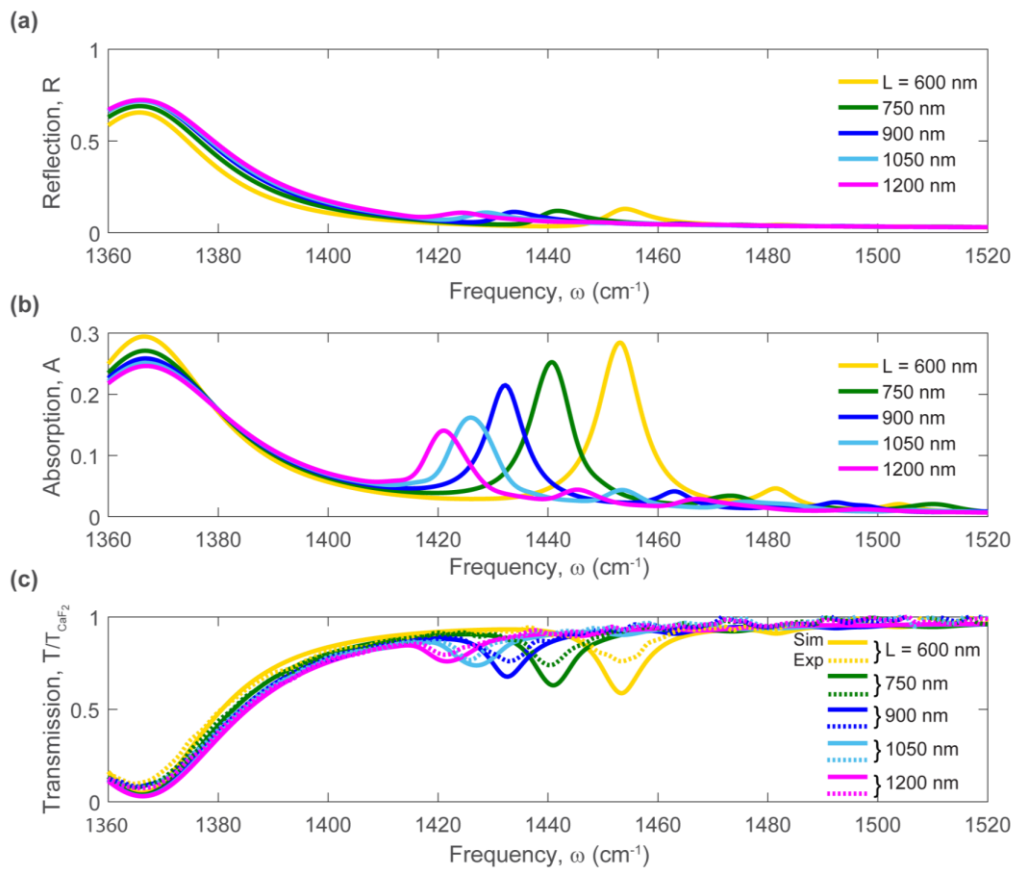 (a)
Reflection, R
1
0.5
0
L = 600 nm
750 nm
900 nm
1050 nm
1200 nm
1360 1380 1400 1420 1440 1460 1480 1500 1520
Frequency, ω (cm⁻¹)
(b)
Absorption, A
0.3
0.2
0.1
0
L = 600 nm
750 nm
900 nm
1050 nm
1200 nm
1360 1380 1400 1420 1440 1460 1480 1500 1520
Frequency, ω (cm⁻¹)
(c)
Transmission, T/T_CaF₂
1
0.5
0
Sim
Exp
} L = 600 nm
} 750 nm
} 900 nm
} 1050 nm
} 1200 nm
1360 1380 1400 1420 1440 1460 1480 1500 1520
Frequency, ω (cm⁻¹)